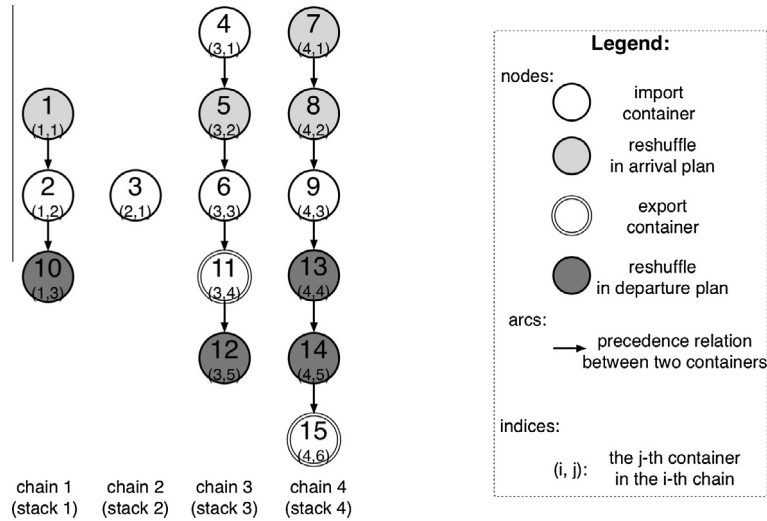 4
(3,1)
7
(4,1)
1
(1,1)
5
(3,2)
8
(4,2)
2
(1,2)
3
(2,1)
6
(3,3)
9
(4,3)
10
(1,3)
11
(3,4)
13
(4,4)
12
(3,5)
14
(4,5)
15
(4,6)
chain 1
(stack 1)
chain 2
(stack 2)
chain 3
(stack 3)
chain 4
(stack 4)
Legend:
nodes:
import
container
reshuffle
in arrival plan
export
container
reshuffle
in departure plan
arcs:
precedence relation
between two containers
indices:
(i, j):
the j-th container
in the i-th chain